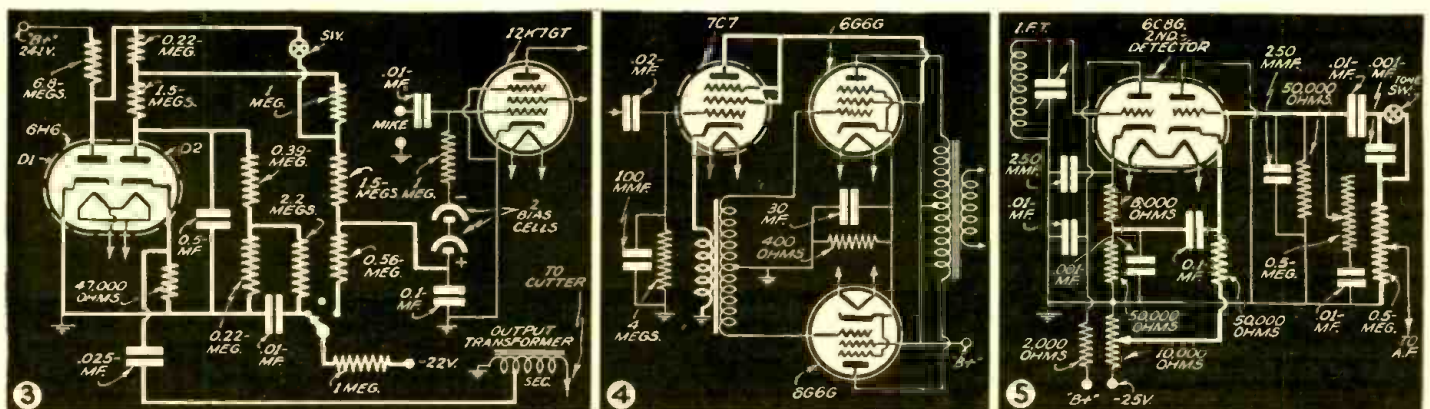 "B+"
241V.
6.8-
MEGS.
0.22-
MEG.
1.5-
MEGS.
SW.
1
MEG.
6H6
D1
D2
0.39-
MEG.
2.2
MEGS.
1.5-
MEGS.
0.5-
MF.
47,000
OHMS
0.56-
MEG.
0.22-
MEG.
.01-
MF.
.025-
MF.
1 MEG.
-22V.
.01-
MF.
MIKE
12K7GT
MEG.
-
2
BIAS
CELLS
+
0.1-
MF.
TO
CUTTER
OUTPUT
TRANSFORMER
SEC.
3
7C7
6G6G
.02-
MF.
100
MMF.
30
MF.
400
OHMS
4
MEGS.
6G6G
"B+"
4
I.F.T.
6C8G
2ND.-
DETECTOR
250
MMF.
50,000
OHMS
.01-
MF.
.001-
MF.
TONE
SW.
250
MMF.
.01-
MF.
8,000
OHMS
.001-
MF.
0.1-
MF.
0.5-
MEG.
50,000
OHMS
50,000
OHMS
.01-
MF.
0.5-
MEG.
2,000
OHMS
10,000
OHMS
TO
A.F.
"B+"
-25V.
5